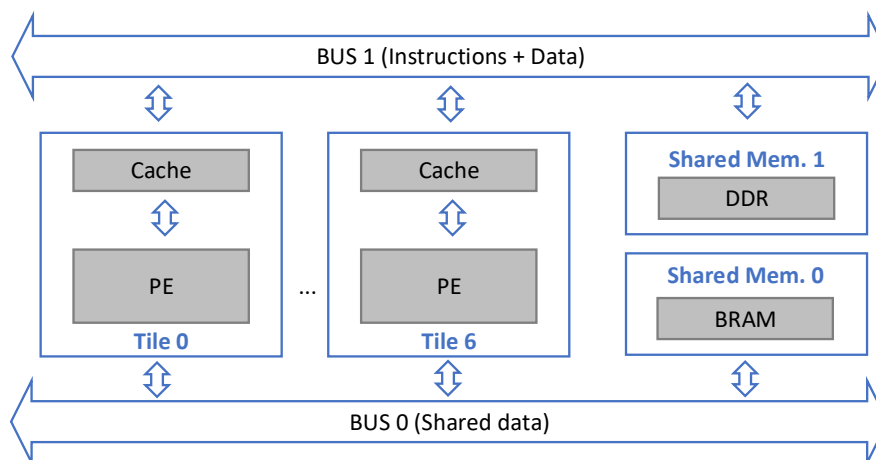 BUS 1 (Instructions + Data)
Cache
PE
Tile 0
...
Cache
PE
Tile 6
Shared Mem. 1
DDR
Shared Mem. 0
BRAM
BUS 0 (Shared data)